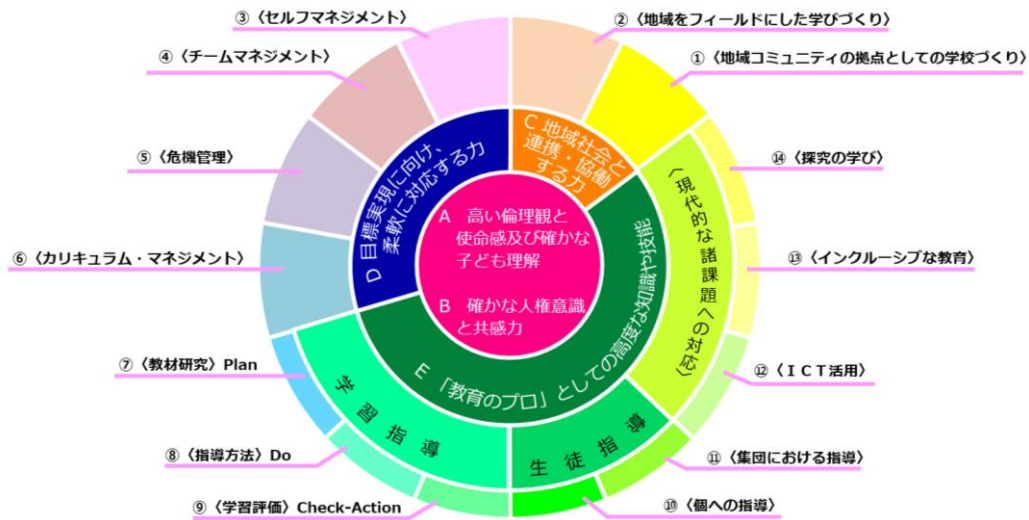 ③〈セルフマネジメント〉
②〈地域をフィールドにした学びづくり〉
④〈チームマネジメント〉
①〈地域コミュニティの拠点としての学校づくり〉
⑤〈危機管理〉
⑭〈探究の学び〉
⑥〈カリキュラム・マネジメント〉
⑬〈インクルーシブな教育〉
⑦〈教材研究〉Plan
⑫〈ＩＣＴ活用〉
⑧〈指導方法〉Do
⑪〈集団における指導〉
⑨〈学習評価〉Check-Action
⑩〈個への指導〉
D 目標実現に向け、
柔軟に対応する力
C 地域社会と
連携・協働
する力
A 高い倫理観と
使命感及び確かな
子ども理解
B 確かな人権意識
と共感力
E 「教育のプロ」としての高度な知識や技能
〈現代的な諸課題への対応〉
学習指導
生徒指導